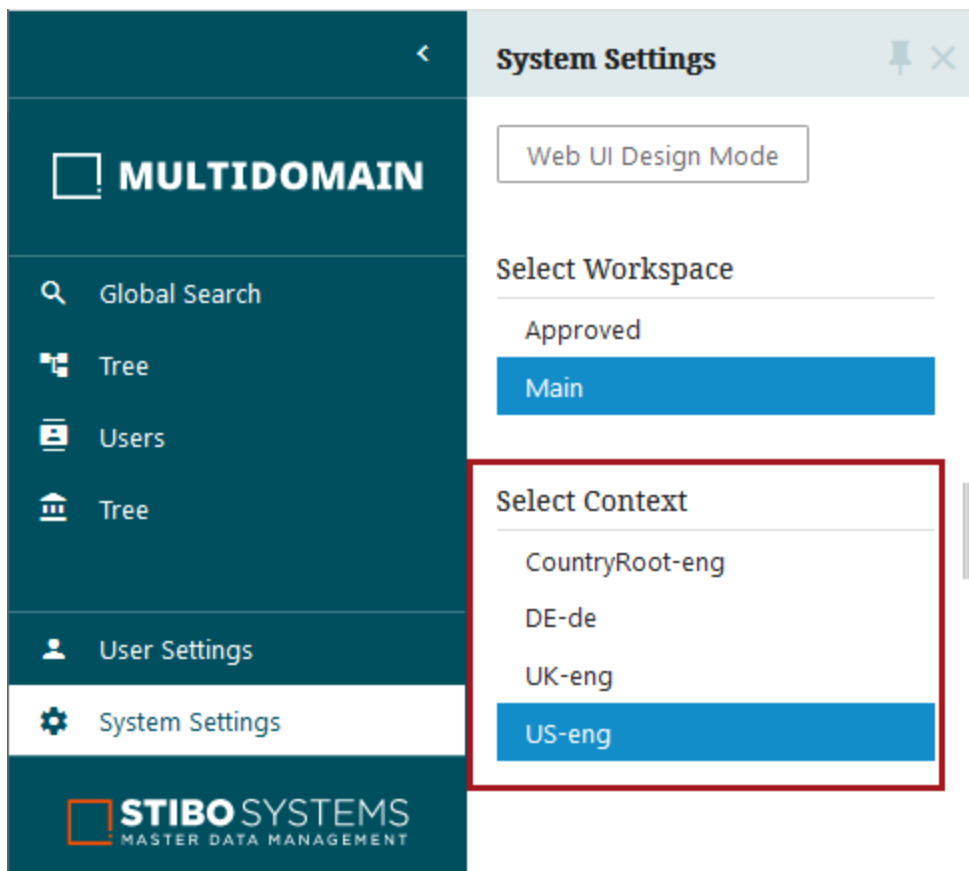 MULTIDOMAIN
Global Search
Tree
Users
Tree
User Settings
System Settings
STIBO SYSTEMS
MASTER DATA MANAGEMENT
System Settings
Web UI Design Mode
Select Workspace
Approved
Main
Select Context
CountryRoot-eng
DE-de
UK-eng
US-eng